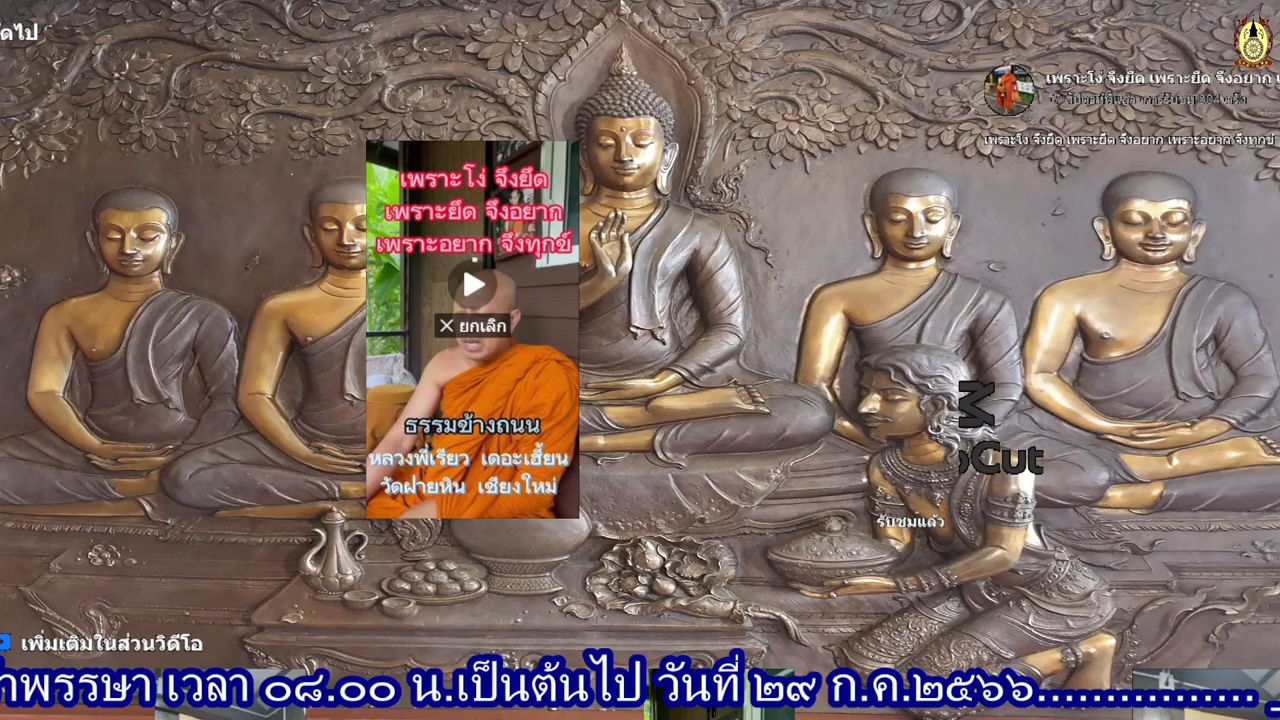 ัดไป
เพราะโง่ จึงยึด เพราะยึด จึงอยาก เ
เพราะโง่ จึงยึด เพราะยึด จึงอยาก เพราะอยาก จึงทุกข์
เพราะโง่ จึงยึด
เพราะยึด จึงอยาก
เพราะอยาก จึงทุกข์
ยกเลิก
ธรรมข้างถนน
หลวงพี่เรียว เดอะเฮี้ยน
วัดฝายหิน เชียงใหม่
Cut
รับชมแล้ว
เพิ่มเติมในส่วนวิดีโอ
าพรรษา เวลา ๐๘.๐๐ น.เป็นต้นไป วันที่ ๒๙ ก.ค.๒๕๖๖................